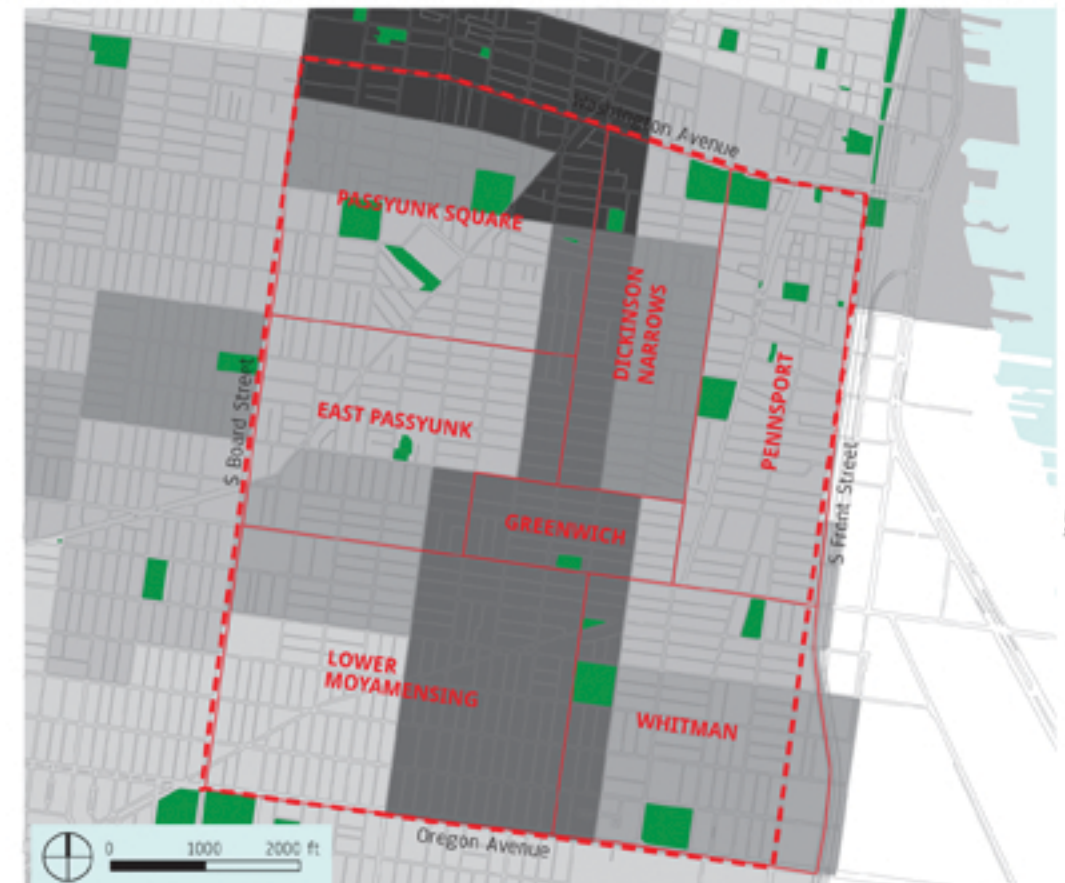 Washington Avenue
PASSYUNK SQUARE
DICKINSON
NARROWS
PENNSPORT
S Board Street
EAST PASSYUNK
S Front Street
GREENWICH
LOWER
MOYAMENSING
WHITMAN
Oregon Avenue
0 1000 2000 ft